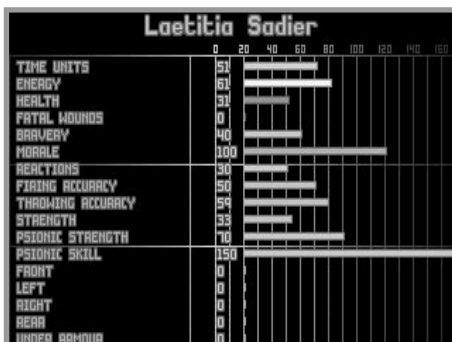 Laetitia Sadier
0 20 40 60 80 100 120 140 160
TIME UNITS 51
ENERGY 61
HEALTH 31
FATAL WOUNDS 0
BRAVERY 40
MORALE 100
REACTIONS 30
FIRING ACCURACY 50
THROWING ACCURACY 59
STRENGTH 33
PSIONIC STRENGTH 70
PSIONIC SKILL 150
FRONT 0
LEFT 0
RIGHT 0
REAR 0
UNDER ARMOUR 0